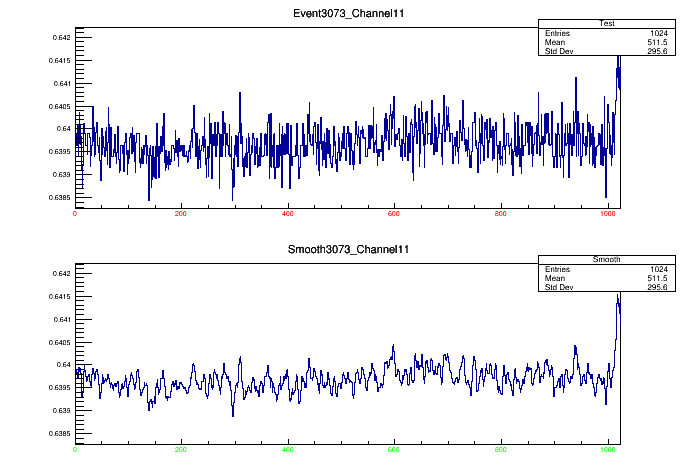 Event3073_Channel11
Test
Entries 1024
Mean 511.5
Std Dev 295.6
0.642
0.6415
0.641
0.6405
0.64
0.6395
0.639
0.6385
0 200 400 600 800 1000
Smooth3073_Channel11
Smooth
Entries 1024
Mean 511.5
Std Dev 295.6
0.642
0.6415
0.641
0.6405
0.64
0.6395
0.639
0.6385
0 200 400 600 800 1000